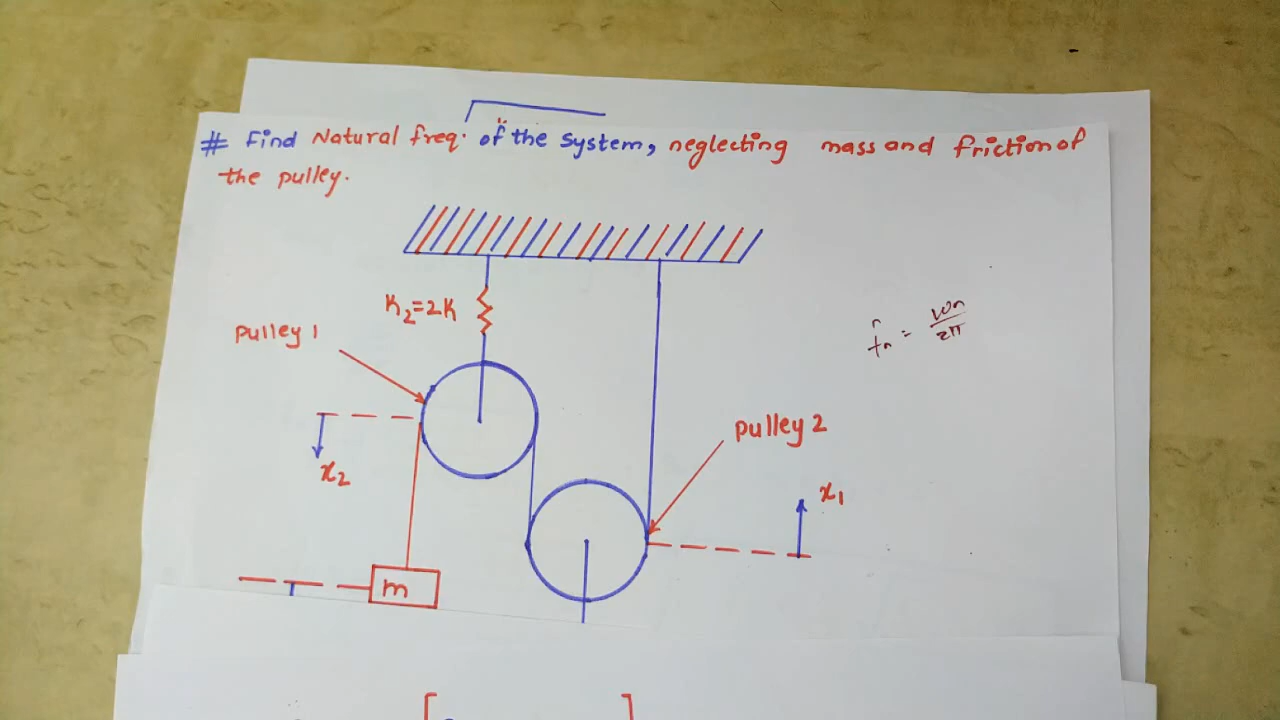 # Find Natural freq. of the System, neglecting mass and friction of
the pulley.
K₂=2K
pulley 1
fₙ = ωₙ/2π
pulley 2
x₂
x₁
m